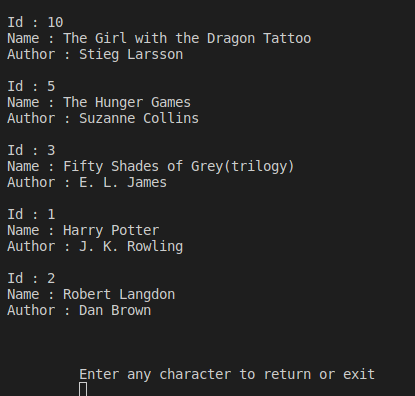 Id : 10
Name : The Girl with the Dragon Tattoo
Author : Stieg Larsson
Id : 5
Name : The Hunger Games
Author : Suzanne Collins
Id : 3
Name : Fifty Shades of Grey(trilogy)
Author : E. L. James
Id : 1
Name : Harry Potter
Author : J. K. Rowling
Id : 2
Name : Robert Langdon
Author : Dan Brown
Enter any character to return or exit